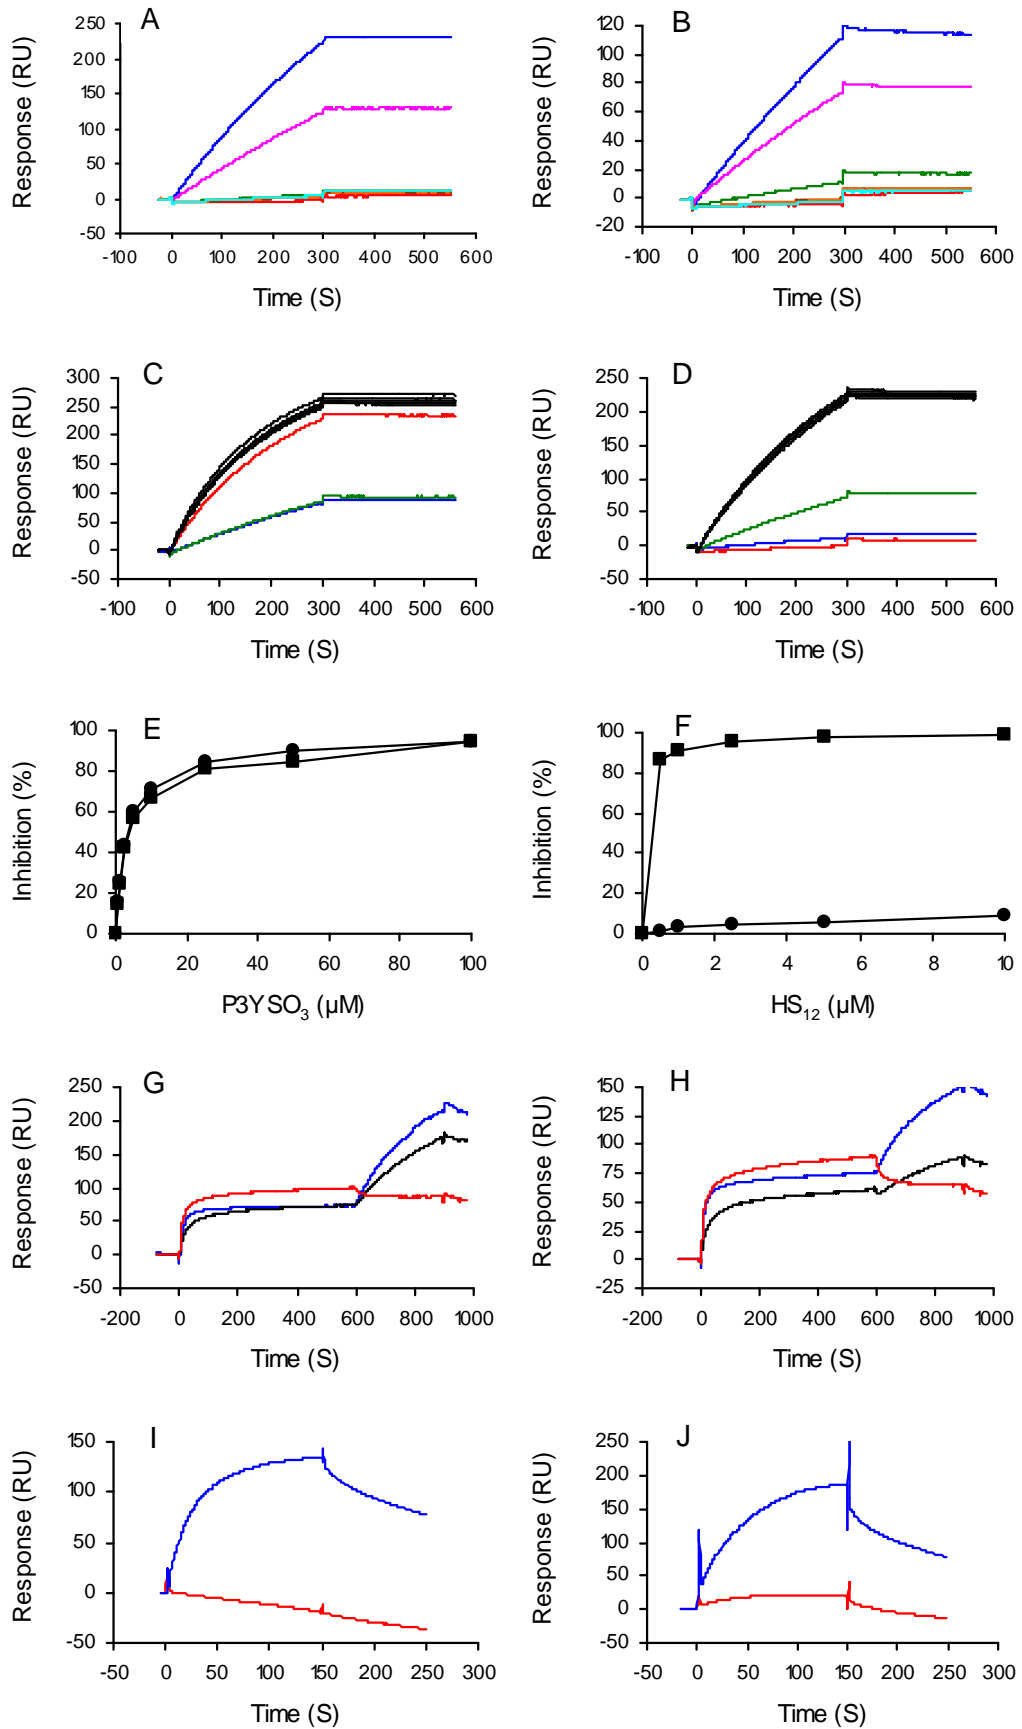 A
B
Response (RU)
250
200
150
100
50
0
-50
-100 0 100 200 300 400 500 600
Time (S)
Response (RU)
120
100
80
60
40
20
0
-20
-100 0 100 200 300 400 500 600
Time (S)
C
D
Response (RU)
300
250
200
150
100
50
0
-50
-100 0 100 200 300 400 500 600
Time (S)
Response (RU)
250
200
150
100
50
0
-50
-100 0 100 200 300 400 500 600
Time (S)
E
F
Inhibition (%)
100
80
60
40
20
0
0 20 40 60 80 100
P3YSO₃ (µM)
Inhibition (%)
100
80
60
40
20
0
0 2 4 6 8 10
HS₁₂ (µM)
G
H
Response (RU)
250
200
150
100
50
0
-50
-200 0 200 400 600 800 1000
Time (S)
Response (RU)
150
125
100
75
50
25
0
-25
-200 0 200 400 600 800 1000
Time (S)
I
J
Response (RU)
150
100
50
0
-50
-50 0 50 100 150 200 250 300
Time (S)
Response (RU)
250
200
150
100
50
0
-50
-50 0 50 100 150 200 250 300
Time (S)